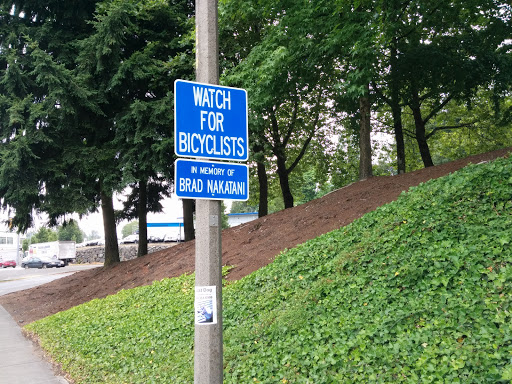 WATCH
FOR
BICYCLISTS
IN MEMORY OF
BRAD NAKATANI